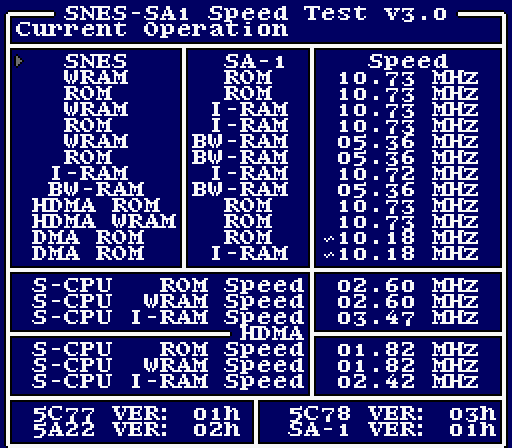 SNES-SA1 Speed Test v3.0
Current Operation
SNES SA-1 Speed
WRAM ROM 10.73 MHZ
ROM ROM 10.73 MHZ
WRAM I-RAM 10.73 MHZ
ROM I-RAM 10.73 MHZ
WRAM BW-RAM 05.36 MHZ
ROM BW-RAM 05.36 MHZ
I-RAM I-RAM 10.72 MHZ
BW-RAM BW-RAM 05.36 MHZ
HDMA ROM ROM 10.73 MHZ
HDMA WRAM ROM 10.73 MHZ
DMA ROM ROM ~10.18 MHZ
DMA ROM I-RAM ~10.18 MHZ
S-CPU ROM Speed 02.60 MHZ
S-CPU WRAM Speed 02.60 MHZ
S-CPU I-RAM Speed 03.47 MHZ
HDMA
S-CPU ROM Speed 01.82 MHZ
S-CPU WRAM Speed 01.82 MHZ
S-CPU I-RAM Speed 02.42 MHZ
5C77 VER: 01h 5C78 VER: 03h
5A22 VER: 02h SA-1 VER: 01h